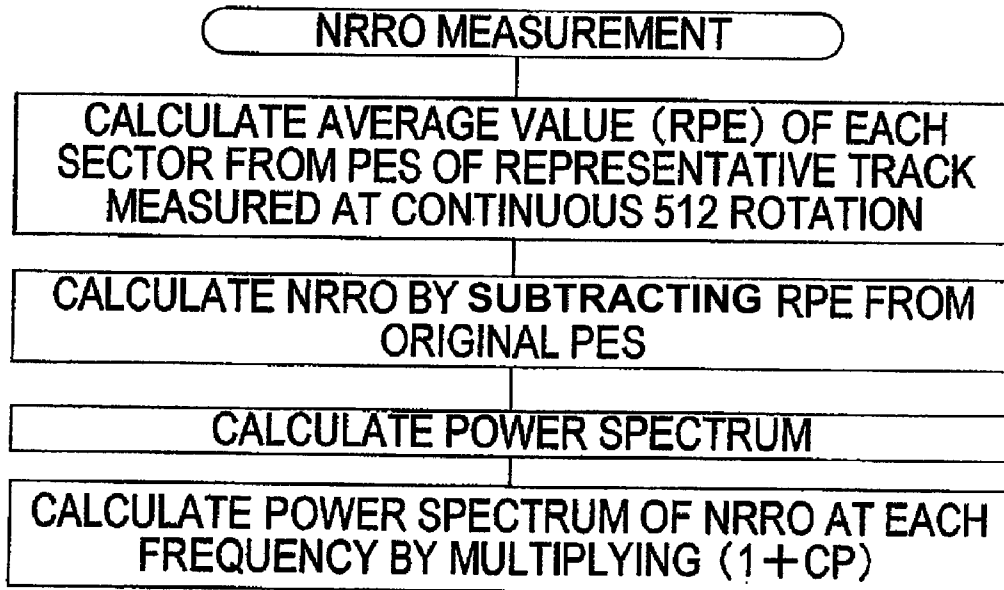 NRRO MEASUREMENT
CALCULATE AVERAGE VALUE (RPE) OF EACH
SECTOR FROM PES OF REPRESENTATIVE TRACK
MEASURED AT CONTINUOUS 512 ROTATION
CALCULATE NRRO BY SUBTRACTING RPE FROM
ORIGINAL PES
CALCULATE POWER SPECTRUM
CALCULATE POWER SPECTRUM OF NRRO AT EACH
FREQUENCY BY MULTIPLYING (1+CP)